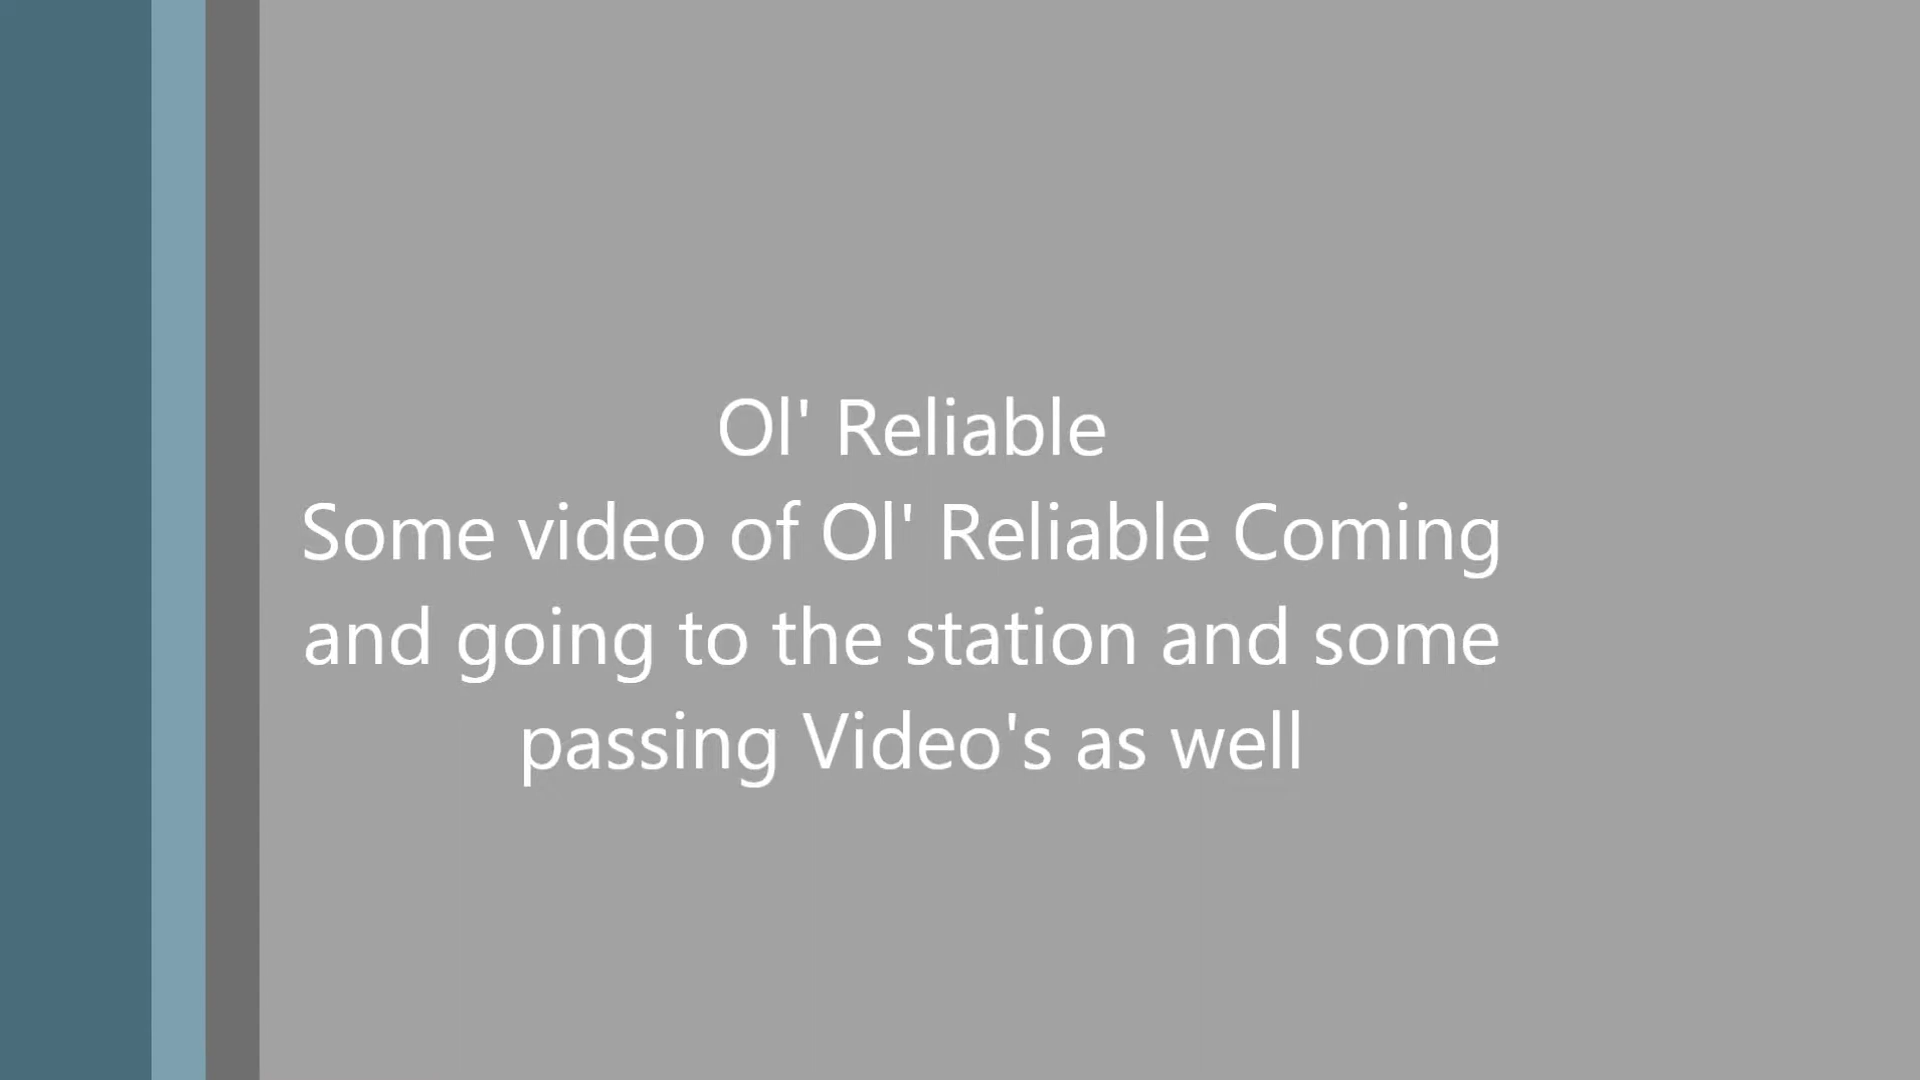 Ol' Reliable
Some video of Ol' Reliable Coming
and going to the station and some
passing Video's as well